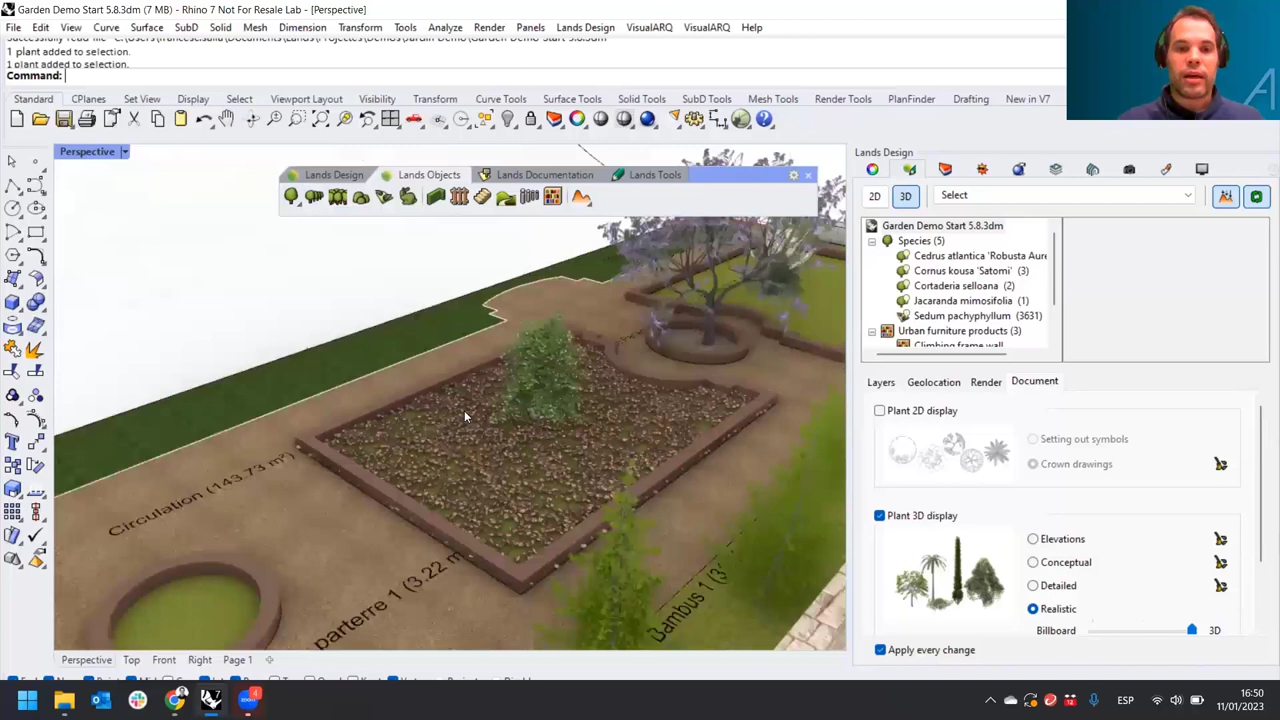 Garden Demo Start 5.8.3dm (7 MB) - Rhino 7 Not For Resale Lab - [Perspective]
File Edit View Curve Surface SubD Solid Mesh Dimension Transform Tools Analyze Render Panels Lands Design VisualARQ VisualARQ Help
1 plant added to selection.
1 plant added to selection.
Command:
Standard CPlanes Set View Display Select Viewport Layout Visibility Transform Curve Tools Surface Tools Solid Tools SubD Tools Mesh Tools Render Tools PlanFinder Drafting New in V7
Perspective
Lands Design Lands Objects Lands Documentation Lands Tools
Circulation (143.73 m²)
parterre 1 (3.22 m
Bambus 1 (3
Lands Design
2D 3D Select
Garden Demo Start 5.8.3dm
Species (5)
Cedrus atlantica 'Robusta Aure
Cornus kousa 'Satomi' (3)
Cortaderia selloana (2)
Jacaranda mimosifolia (1)
Sedum pachyphyllum (3631)
Urban furniture products (3)
Climbing frame wall
Layers Geolocation Render Document
Plant 2D display
Setting out symbols
Crown drawings
Plant 3D display
Elevations
Conceptual
Detailed
Realistic
Billboard 3D
Apply every change
Perspective Top Front Right Page 1
4
ESP
12
16:50
11/01/2023